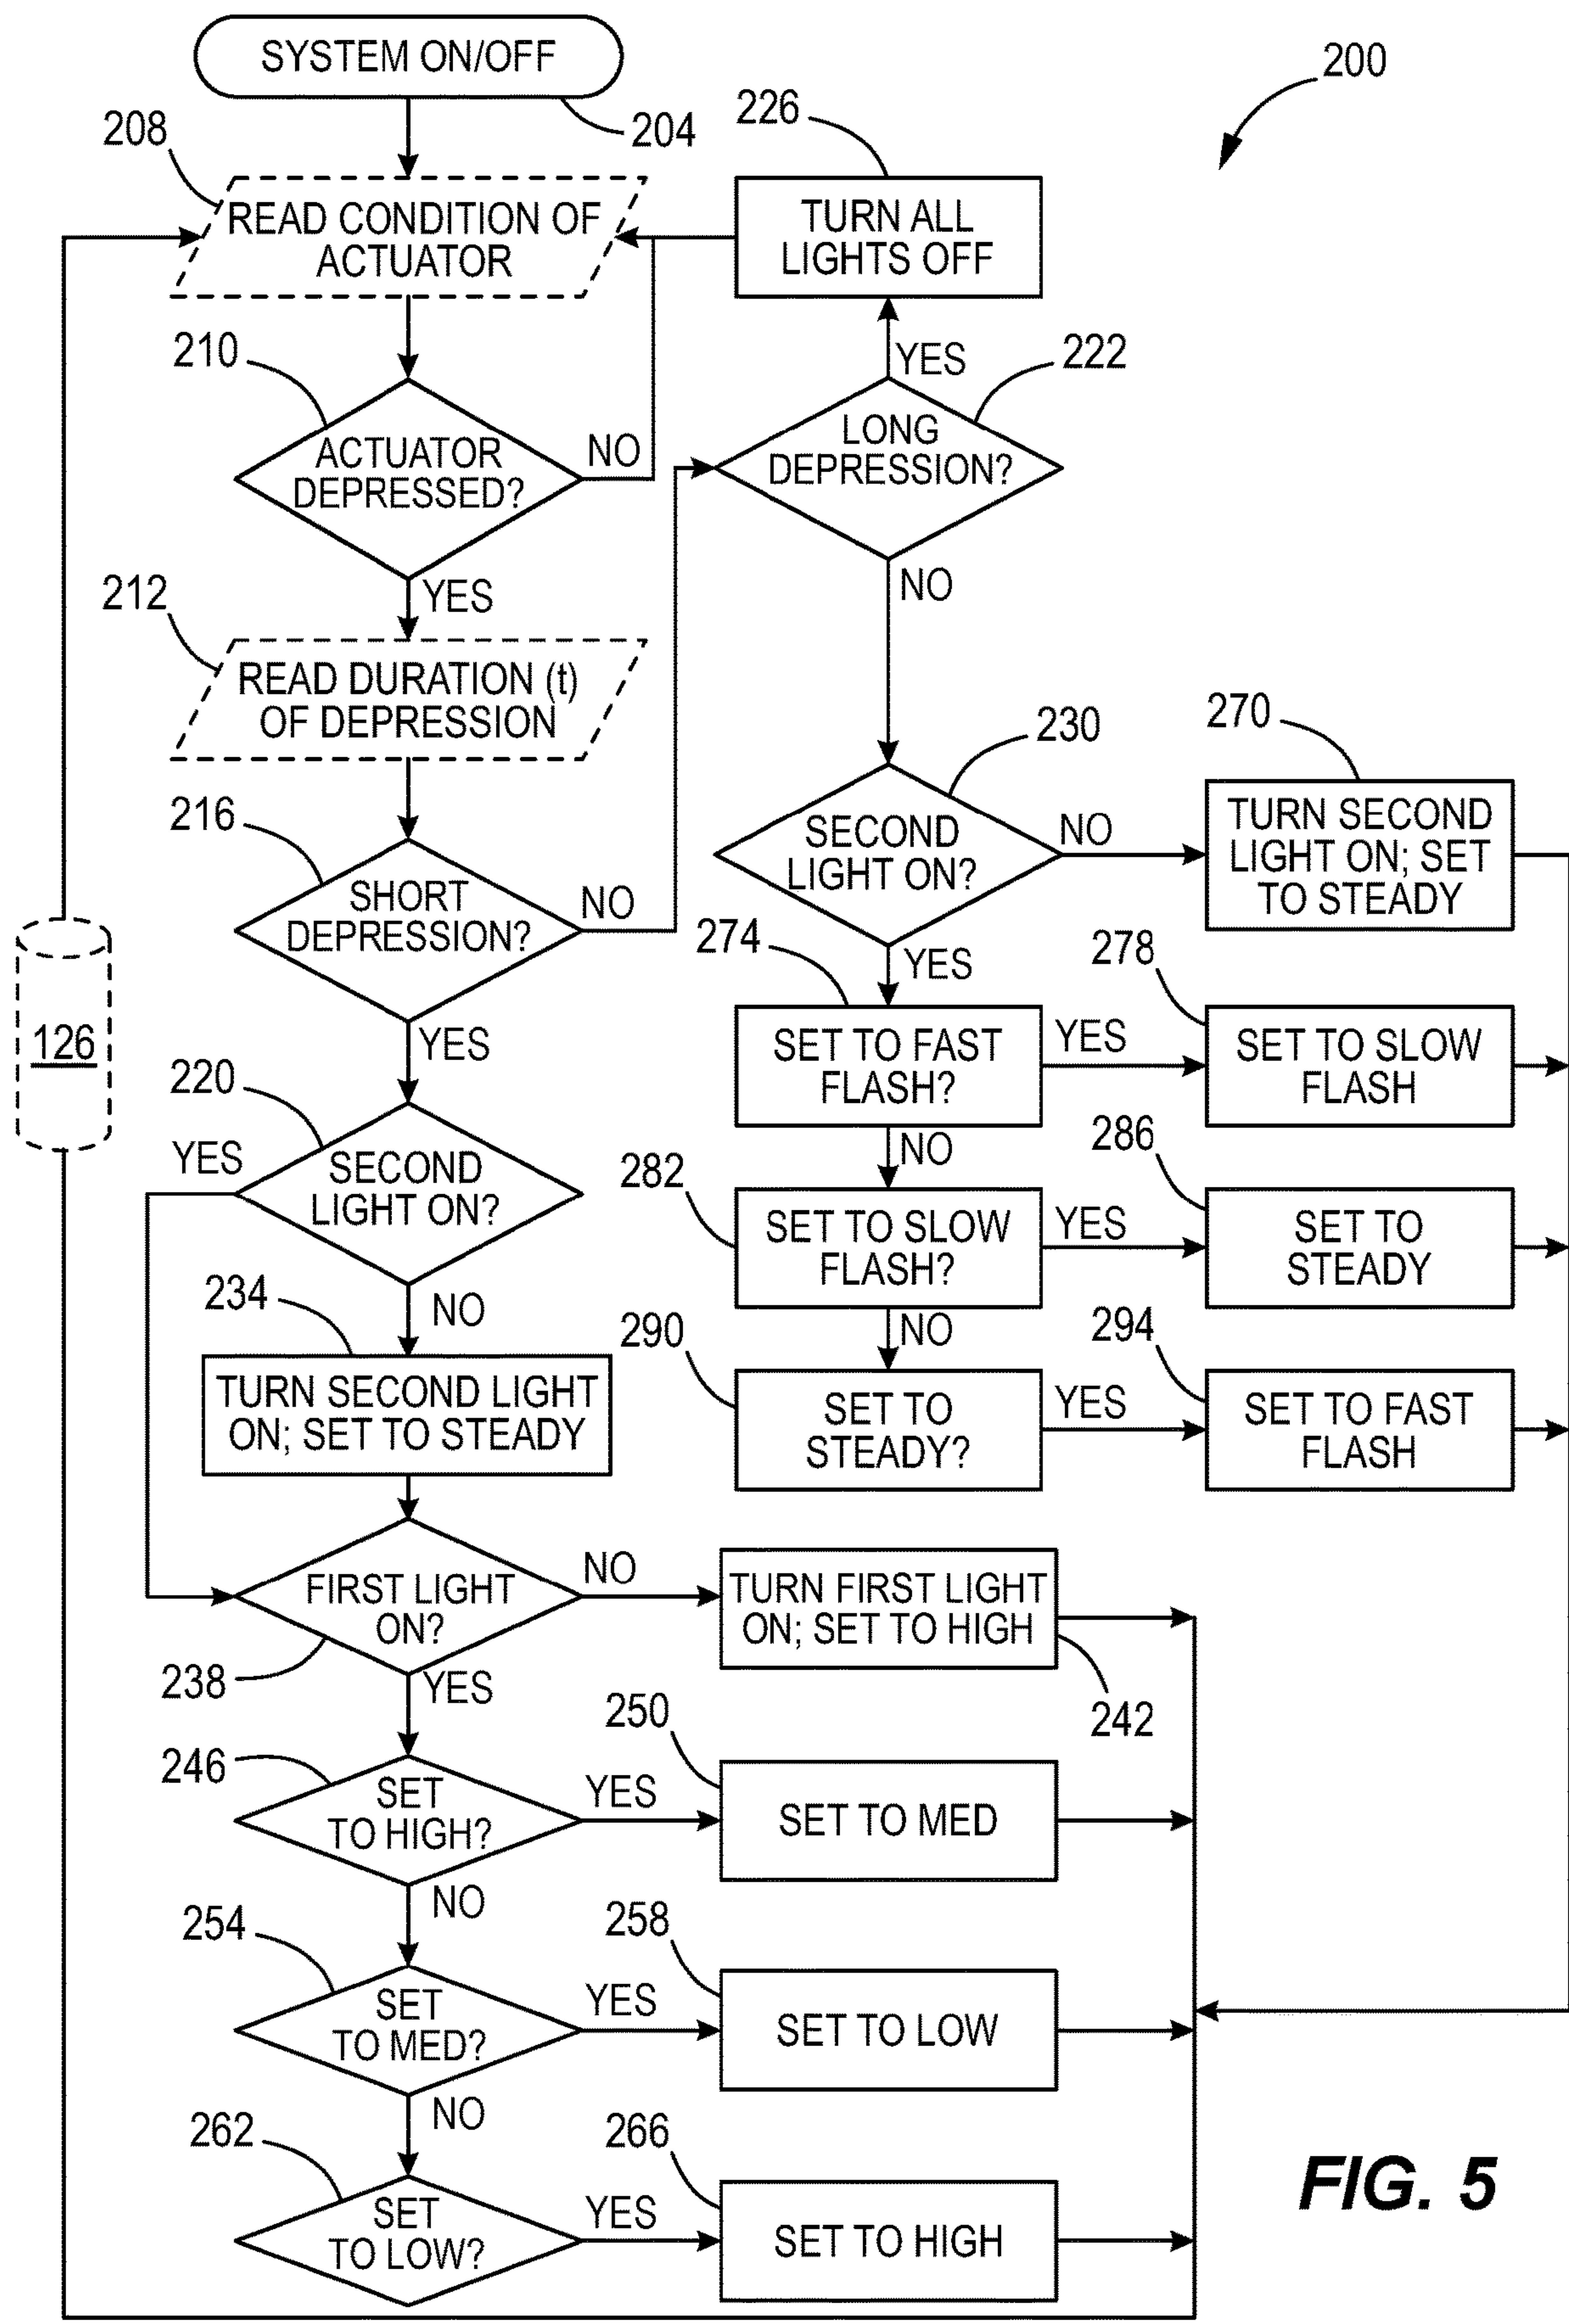 SYSTEM ON/OFF
204
200
208
READ CONDITION OF
ACTUATOR
226
TURN ALL
LIGHTS OFF
210
ACTUATOR
DEPRESSED?
NO
YES
222
LONG
DEPRESSION?
YES
NO
212
READ DURATION (t)
OF DEPRESSION
216
SHORT
DEPRESSION?
NO
YES
230
SECOND
LIGHT ON?
NO
YES
270
TURN SECOND
LIGHT ON; SET
TO STEADY
126
220
SECOND
LIGHT ON?
YES
NO
274
SET TO FAST
FLASH?
YES
NO
278
SET TO SLOW
FLASH
282
SET TO SLOW
FLASH?
YES
NO
286
SET TO
STEADY
290
SET TO
STEADY?
YES
294
SET TO FAST
FLASH
234
TURN SECOND LIGHT
ON; SET TO STEADY
238
FIRST LIGHT
ON?
NO
YES
TURN FIRST LIGHT
ON; SET TO HIGH
242
246
SET
TO HIGH?
YES
NO
250
SET TO MED
254
SET
TO MED?
YES
NO
258
SET TO LOW
262
SET
TO LOW?
YES
266
SET TO HIGH
FIG. 5